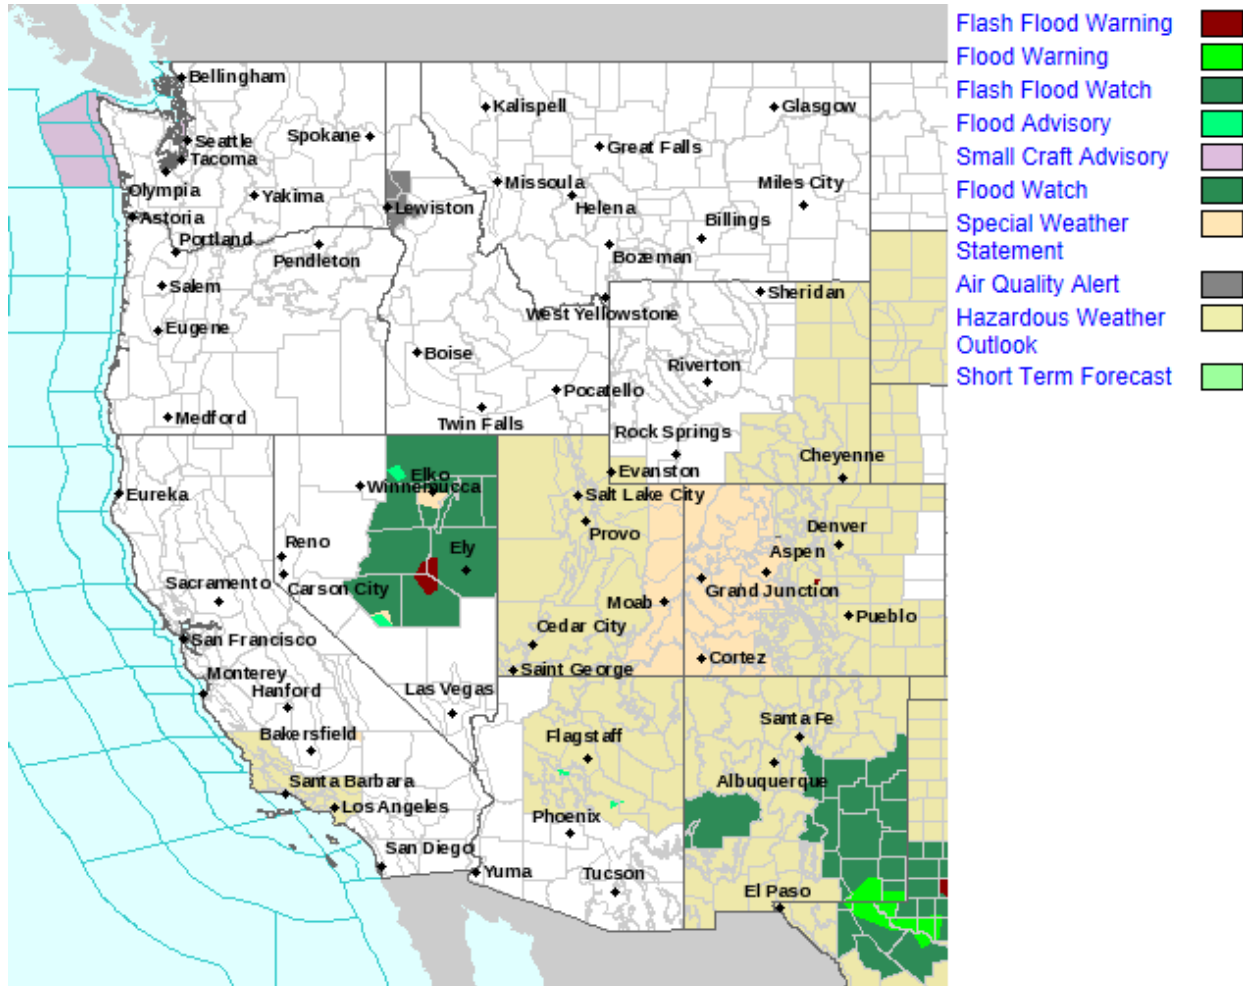 Flash Flood Warning
Flood Warning
Flash Flood Watch
Flood Advisory
Small Craft Advisory
Flood Watch
Special Weather
Statement
Air Quality Alert
Hazardous Weather
Outlook
Short Term Forecast
Bellingham
Kalispell
Glasgow
Seattle
Spokane
Great Falls
Tacoma
Olympia
Yakima
Lewiston
Missoula
Helena
Miles City
Astoria
Billings
Portland
Pendleton
Bozeman
Salem
Sheridan
West Yellowstone
Eugene
Boise
Riverton
Pocatello
Medford
Twin Falls
Rock Springs
Cheyenne
Evanston
Elko
Winnemucca
Eureka
Salt Lake City
Provo
Denver
Reno
Ely
Aspen
Sacramento
Carson City
Grand Junction
Moab
Pueblo
San Francisco
Cedar City
Cortez
Saint George
Monterey
Hanford
Las Vegas
Bakersfield
Flagstaff
Santa Fe
Albuquerque
Santa Barbara
Los Angeles
Phoenix
San Diego
Yuma
Tucson
El Paso